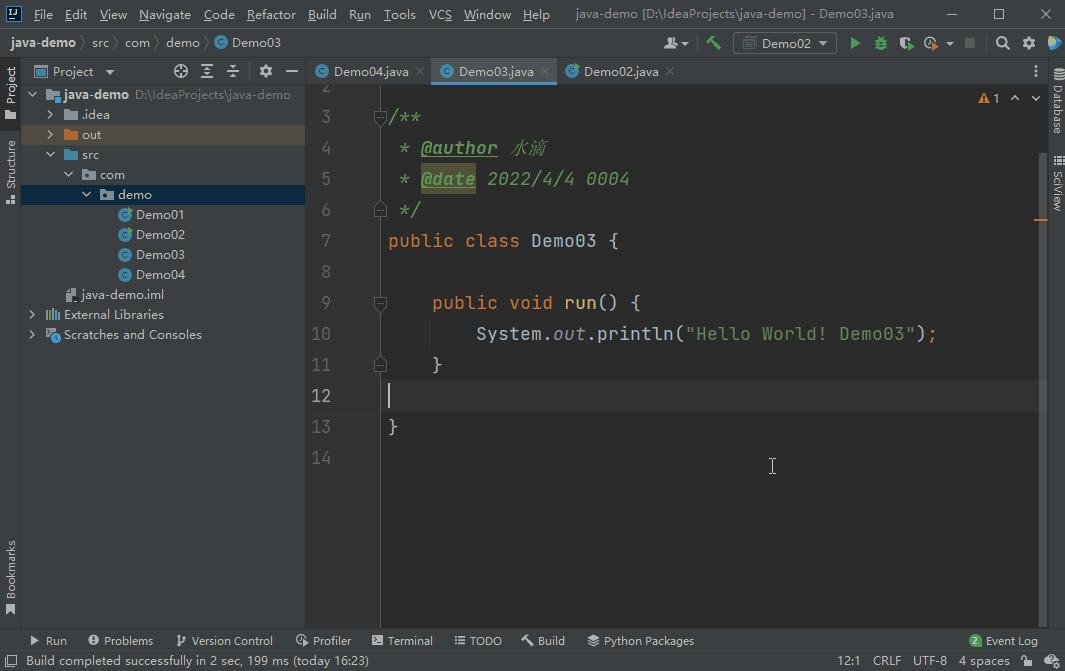 File Edit View Navigate Code Refactor Build Run Tools VCS Window Help java-demo [D:\IdeaProjects\java-demo] - Demo03.java
java-demo src com demo Demo03
Demo02
Project
Demo04.java Demo03.java Demo02.java
Project
Structure
Bookmarks
java-demo D:\IdeaProjects\java-demo
.idea
out
src
com
demo
Demo01
Demo02
Demo03
Demo04
java-demo.iml
External Libraries
Scratches and Consoles
1
2
3 /**
4 * @author 水滴
5 * @date 2022/4/4 0004
6 */
7 public class Demo03 {
8
9 public void run() {
10 System.out.println("Hello World! Demo03");
11 }
12
13 }
14
Database
SciView
Run Problems Version Control Profiler Terminal TODO Build Python Packages 2 Event Log
Build completed successfully in 2 sec, 199 ms (today 16:23) 12:1 CRLF UTF-8 4 spaces